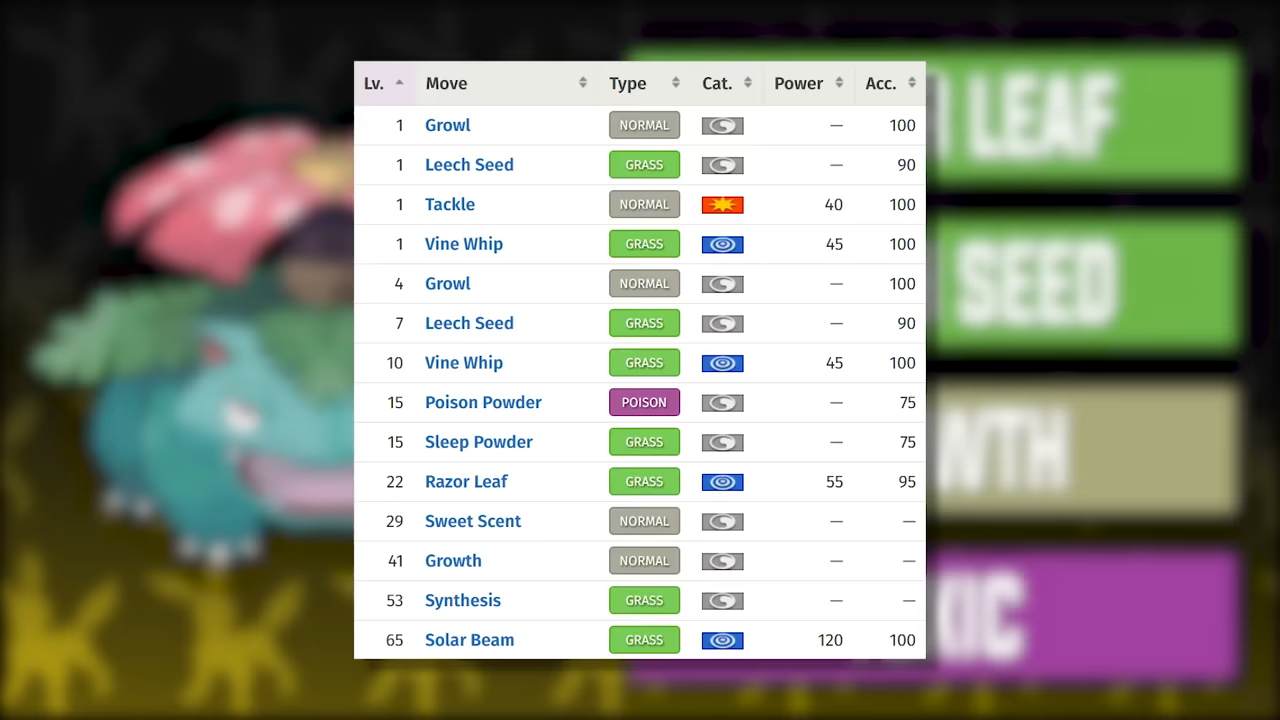 Lv. Move Type Cat. Power Acc.
1 Growl NORMAL — 100
1 Leech Seed GRASS — 90
1 Tackle NORMAL 40 100
1 Vine Whip GRASS 45 100
4 Growl NORMAL — 100
7 Leech Seed GRASS — 90
10 Vine Whip GRASS 45 100
15 Poison Powder POISON — 75
15 Sleep Powder GRASS — 75
22 Razor Leaf GRASS 55 95
29 Sweet Scent NORMAL — —
41 Growth NORMAL — —
53 Synthesis GRASS — —
65 Solar Beam GRASS 120 100
LEAF
SEED